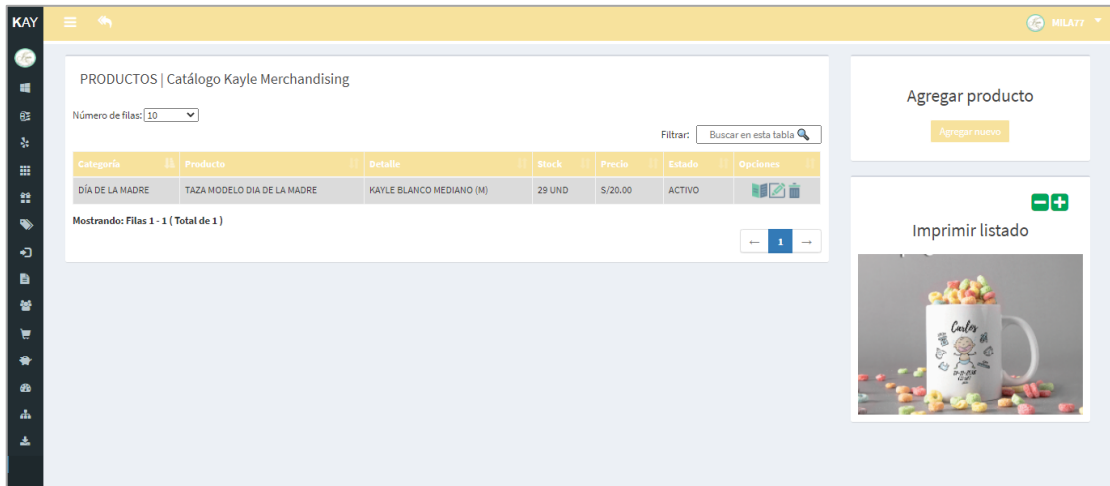 KAY
MILA77
PRODUCTOS | Catálogo Kayle Merchandising
Número de filas: 10
Filtrar: Buscar en esta tabla
Categoría Producto Detalle Stock Precio Estado Opciones
DÍA DE LA MADRE TAZA MODELO DIA DE LA MADRE KAYLE BLANCO MEDIANO (M) 29 UND S/20.00 ACTIVO
Mostrando: Filas 1 - 1 ( Total de 1 )
← 1 →
Agregar producto
Agregar nuevo
Imprimir listado
Carlos